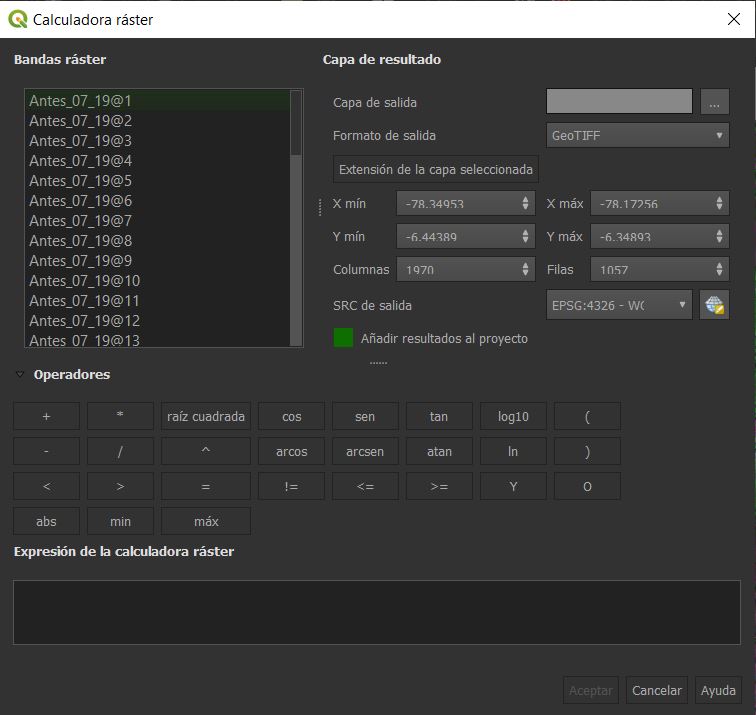 Calculadora ráster
Bandas ráster
Antes_07_19@1
Antes_07_19@2
Antes_07_19@3
Antes_07_19@4
Antes_07_19@5
Antes_07_19@6
Antes_07_19@7
Antes_07_19@8
Antes_07_19@9
Antes_07_19@10
Antes_07_19@11
Antes_07_19@12
Antes_07_19@13
Capa de resultado
Capa de salida ...
Formato de salida GeoTIFF
Extensión de la capa seleccionada
X mín -78.34953 X máx -78.17256
Y mín -6.44389 Y máx -6.34893
Columnas 1970 Filas 1057
SRC de salida EPSG:4326 - WG
Añadir resultados al proyecto
Operadores
+ * raíz cuadrada cos sen tan log10 (
- / ^ arcos arcsen atan ln )
< > = != <= >= Y O
abs min máx
Expresión de la calculadora ráster
Aceptar Cancelar Ayuda